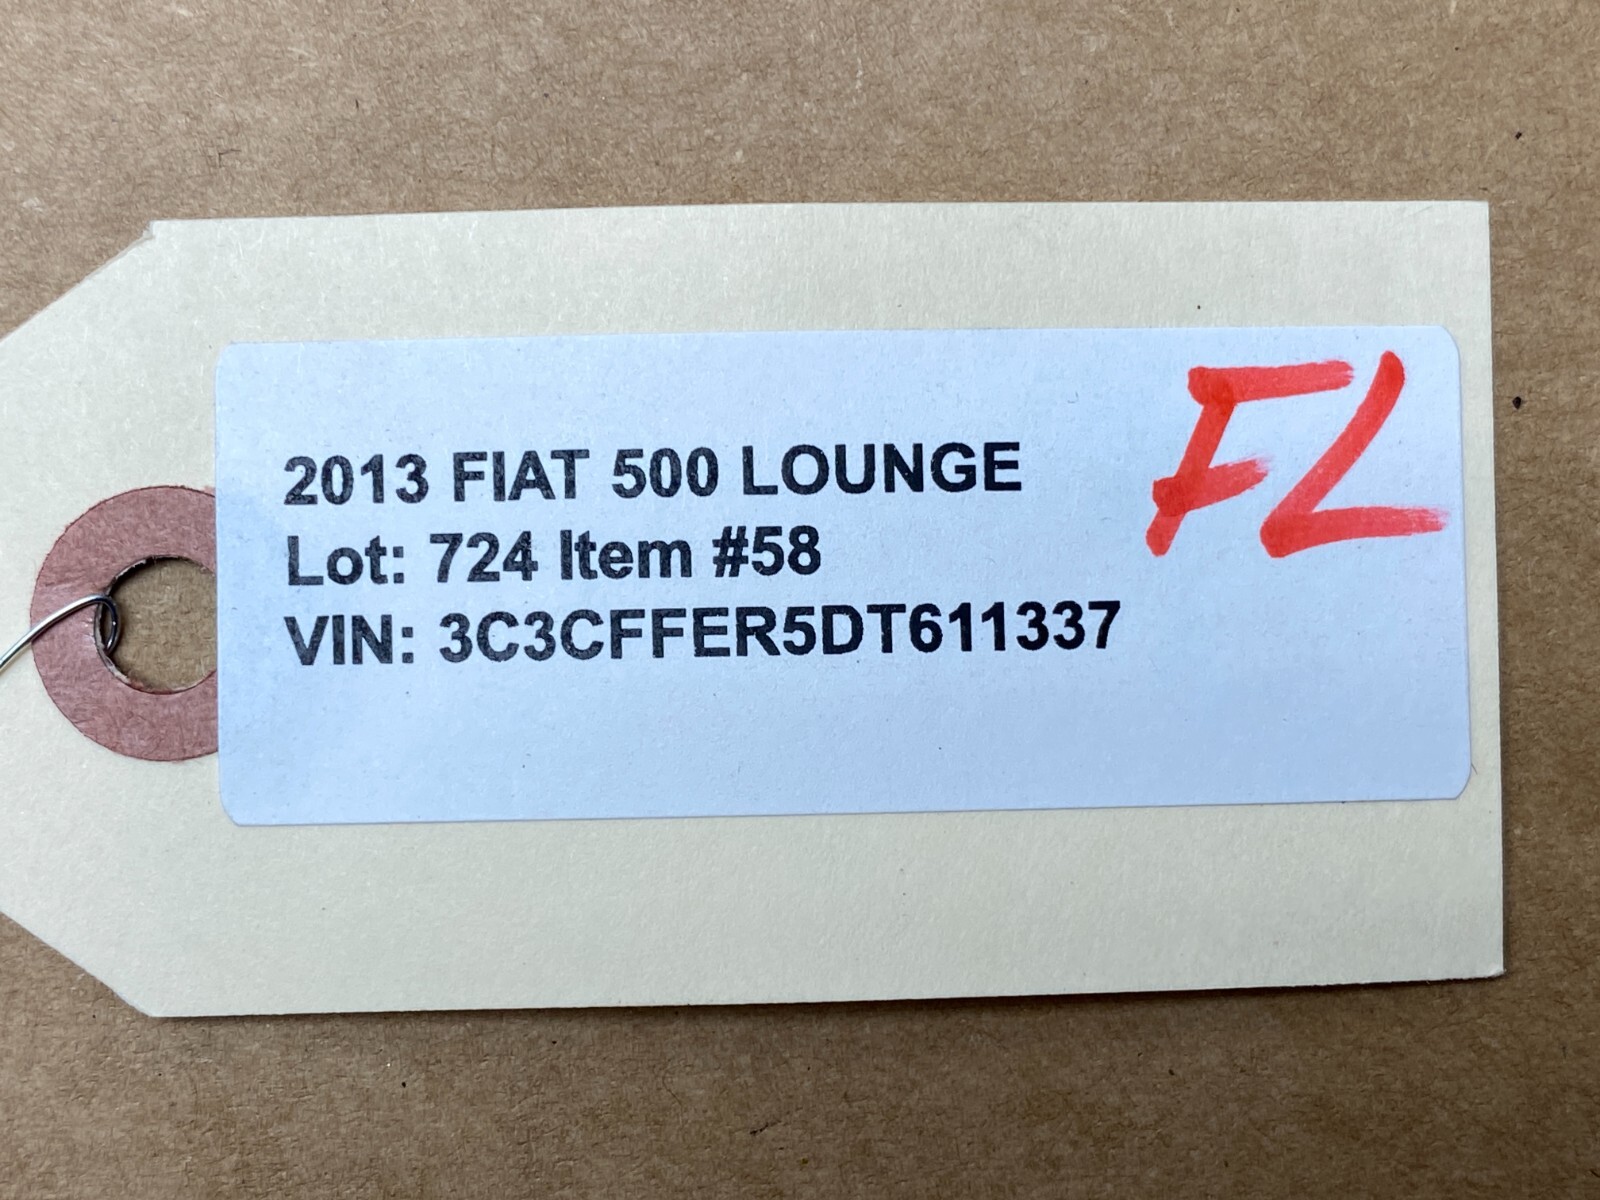 FL
2013 FIAT 500 LOUNGE
Lot: 724 Item #58
VIN: 3C3CFFER5DT611337